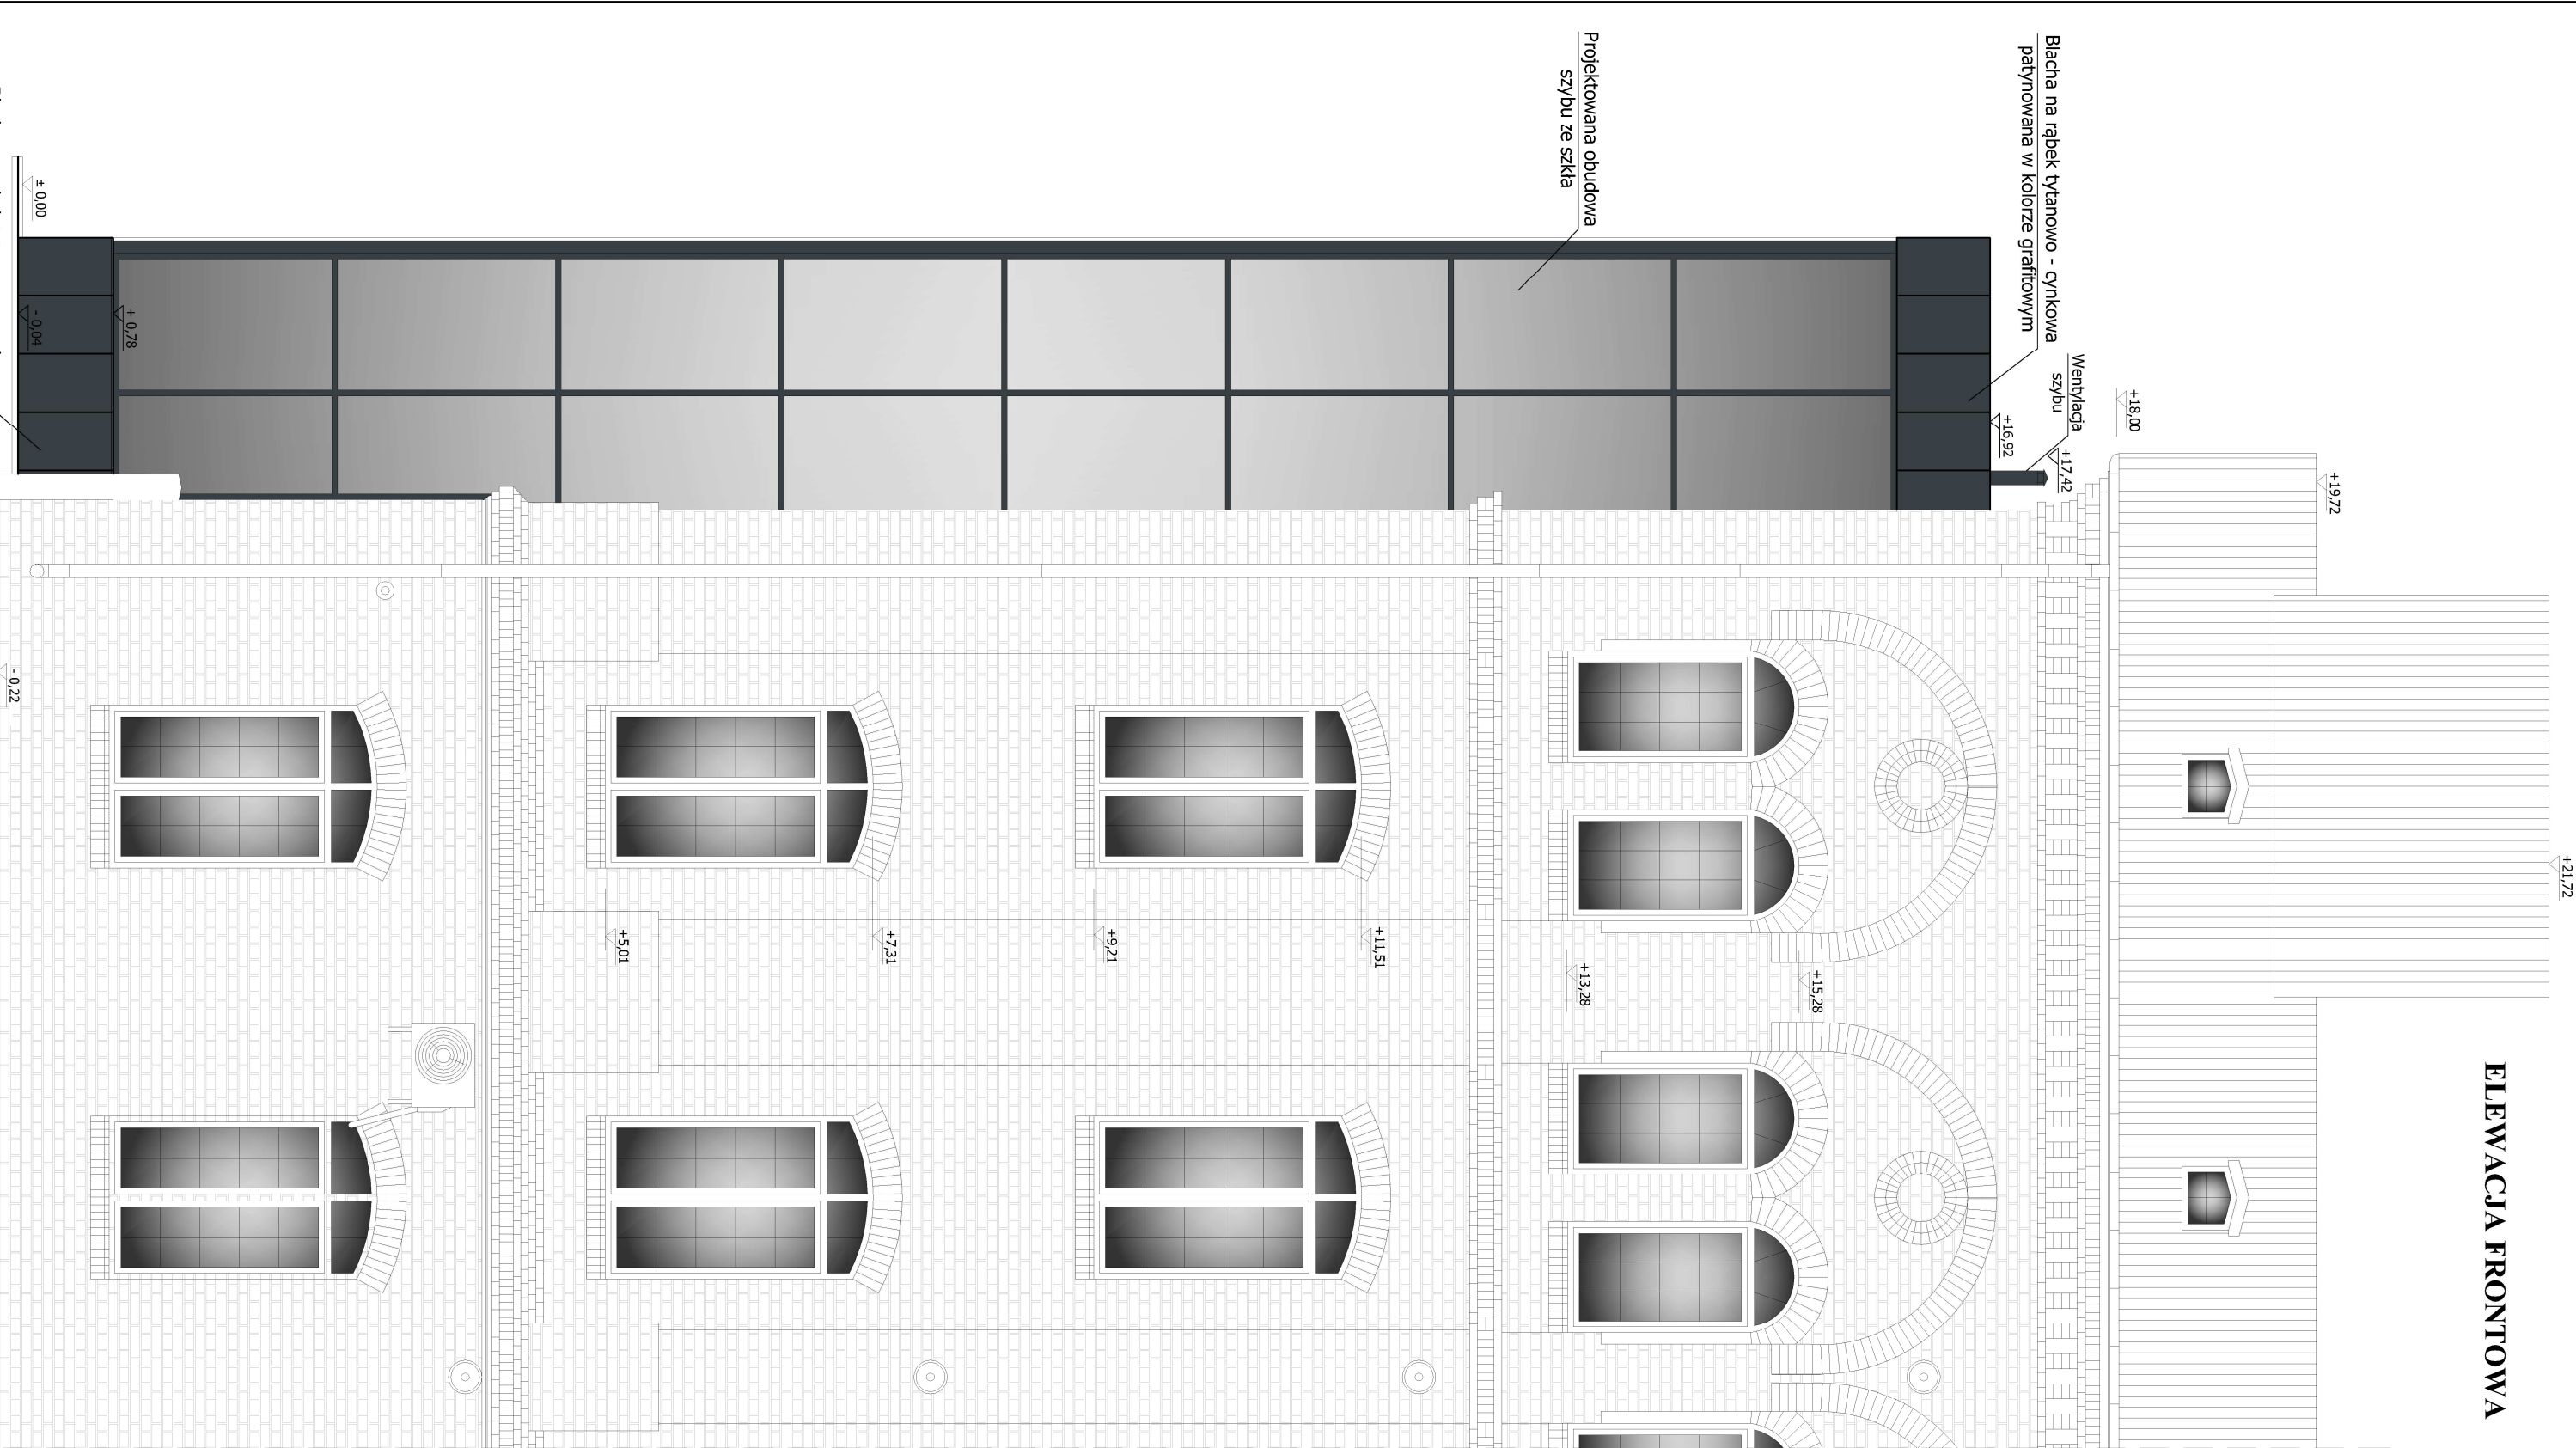 ELEWACJA FRONTOWA
+21,72
+19,72
+18,00
Wentylacja
szybu
+17,42
+16,92
Blacha na rąbek tytanowo - cynkowa
patynowana w kolorze grafitowym
Projektowana obudowa
szybu ze szkła
+15,28
+13,28
+11,51
+9,21
+7,31
+5,01
+ 0,78
± 0,00
- 0,04
- 0,22